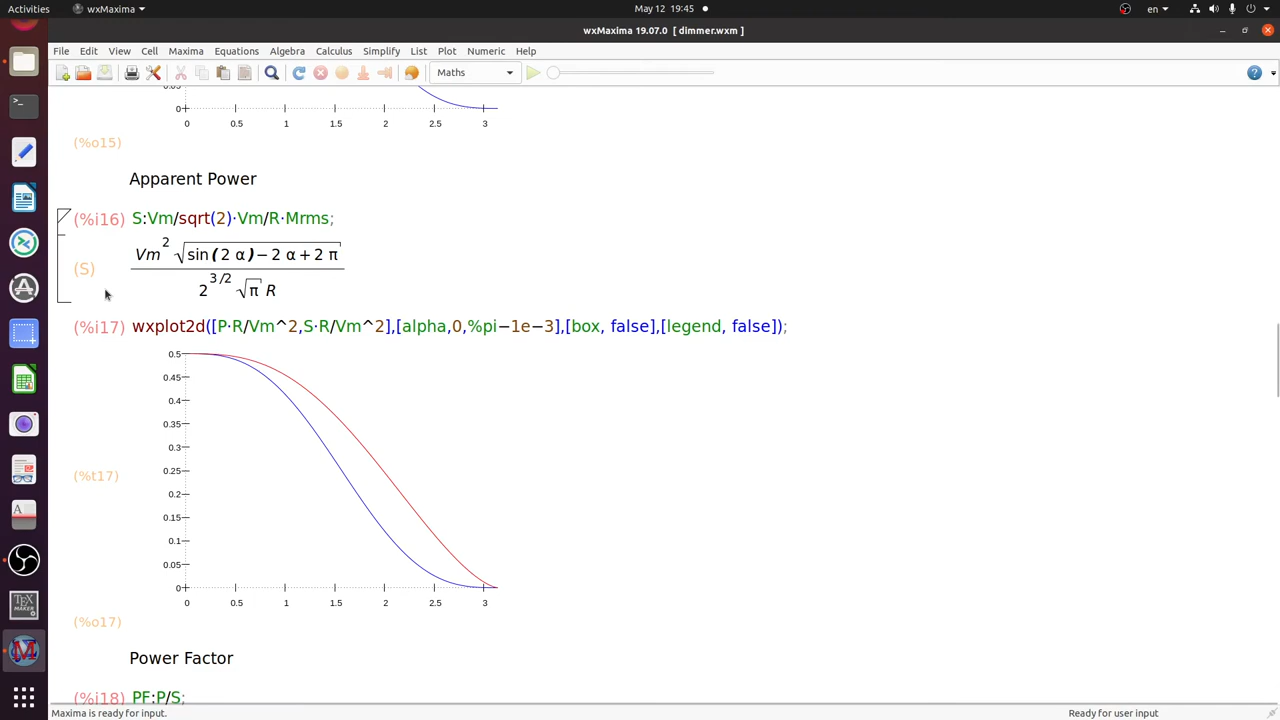 Activities
wxMaxima
May 12 19:45
en
wxMaxima 19.07.0 [ dimmer.wxm ]
File Edit View Cell Maxima Equations Algebra Calculus Simplify List Plot Numeric Help
Maths
0
0 0.5 1 1.5 2 2.5 3
(%o15)
Apparent Power
(%i16) S:Vm/sqrt(2)·Vm/R·Mrms;
(S) Vm^2 √(sin(2 α)−2 α+2 π) / (2^3/2 √π R)
(%i17) wxplot2d([P·R/Vm^2,S·R/Vm^2],[alpha,0,%pi−1e−3],[box, false],[legend, false]);
0.5
0.45
0.4
0.35
0.3
0.25
(%t17)
0.2
0.15
0.1
0.05
0
0 0.5 1 1.5 2 2.5 3
(%o17)
Power Factor
(%i18) PF:P/S;
Maxima is ready for input.
Ready for user input